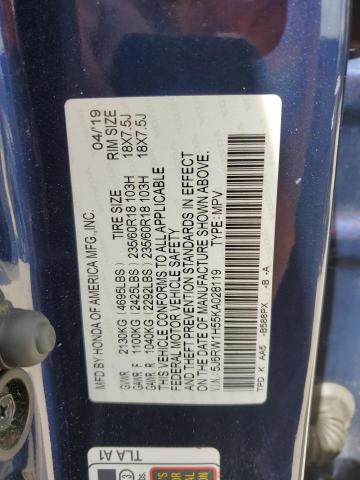 MFD.BY HONDA OF AMERICA MFG.,INC. 04/'19
TIRE SIZE RIM SIZE
GVWR 2130KG (4695LBS)
GAWR F 1100KG (2425LBS) 235/60R18 103H 18X7.5J
GAWR R 1040KG (2292LBS) 235/60R18 103H 18X7.5J
THIS VEHICLE CONFORMS TO ALL APPLICABLE
FEDERAL MOTOR VEHICLE SAFETY
AND THEFT PREVENTION STANDARDS IN EFFECT
ON THE DATE OF MANUFACTURE SHOWN ABOVE.
V.I.N.:5J6RW1H55KA028119 TYPE: MPV
TPD K AA5 B588PX -B -A
TLA A1